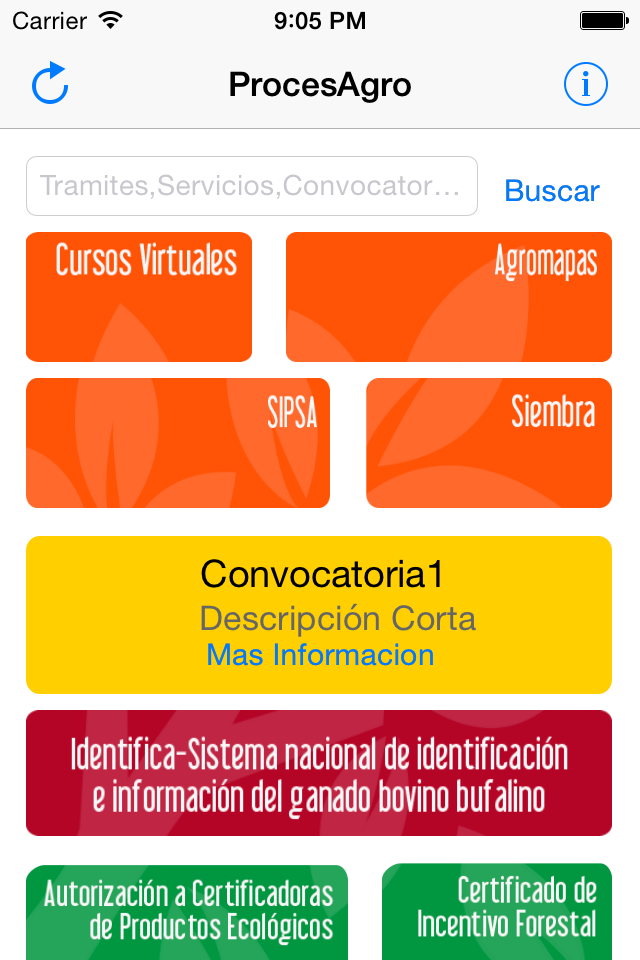 Carrier 9:05 PM
ProcesAgro
Tramites,Servicios,Convocator…
Buscar
Cursos Virtuales
Agromapas
SIPSA
Siembra
Convocatoria1
Descripción Corta
Mas Informacion
Identifica-Sistema nacional de identificación
e información del ganado bovino bufalino
Autorización a Certificadoras
de Productos Ecológicos
Certificado de
Incentivo Forestal